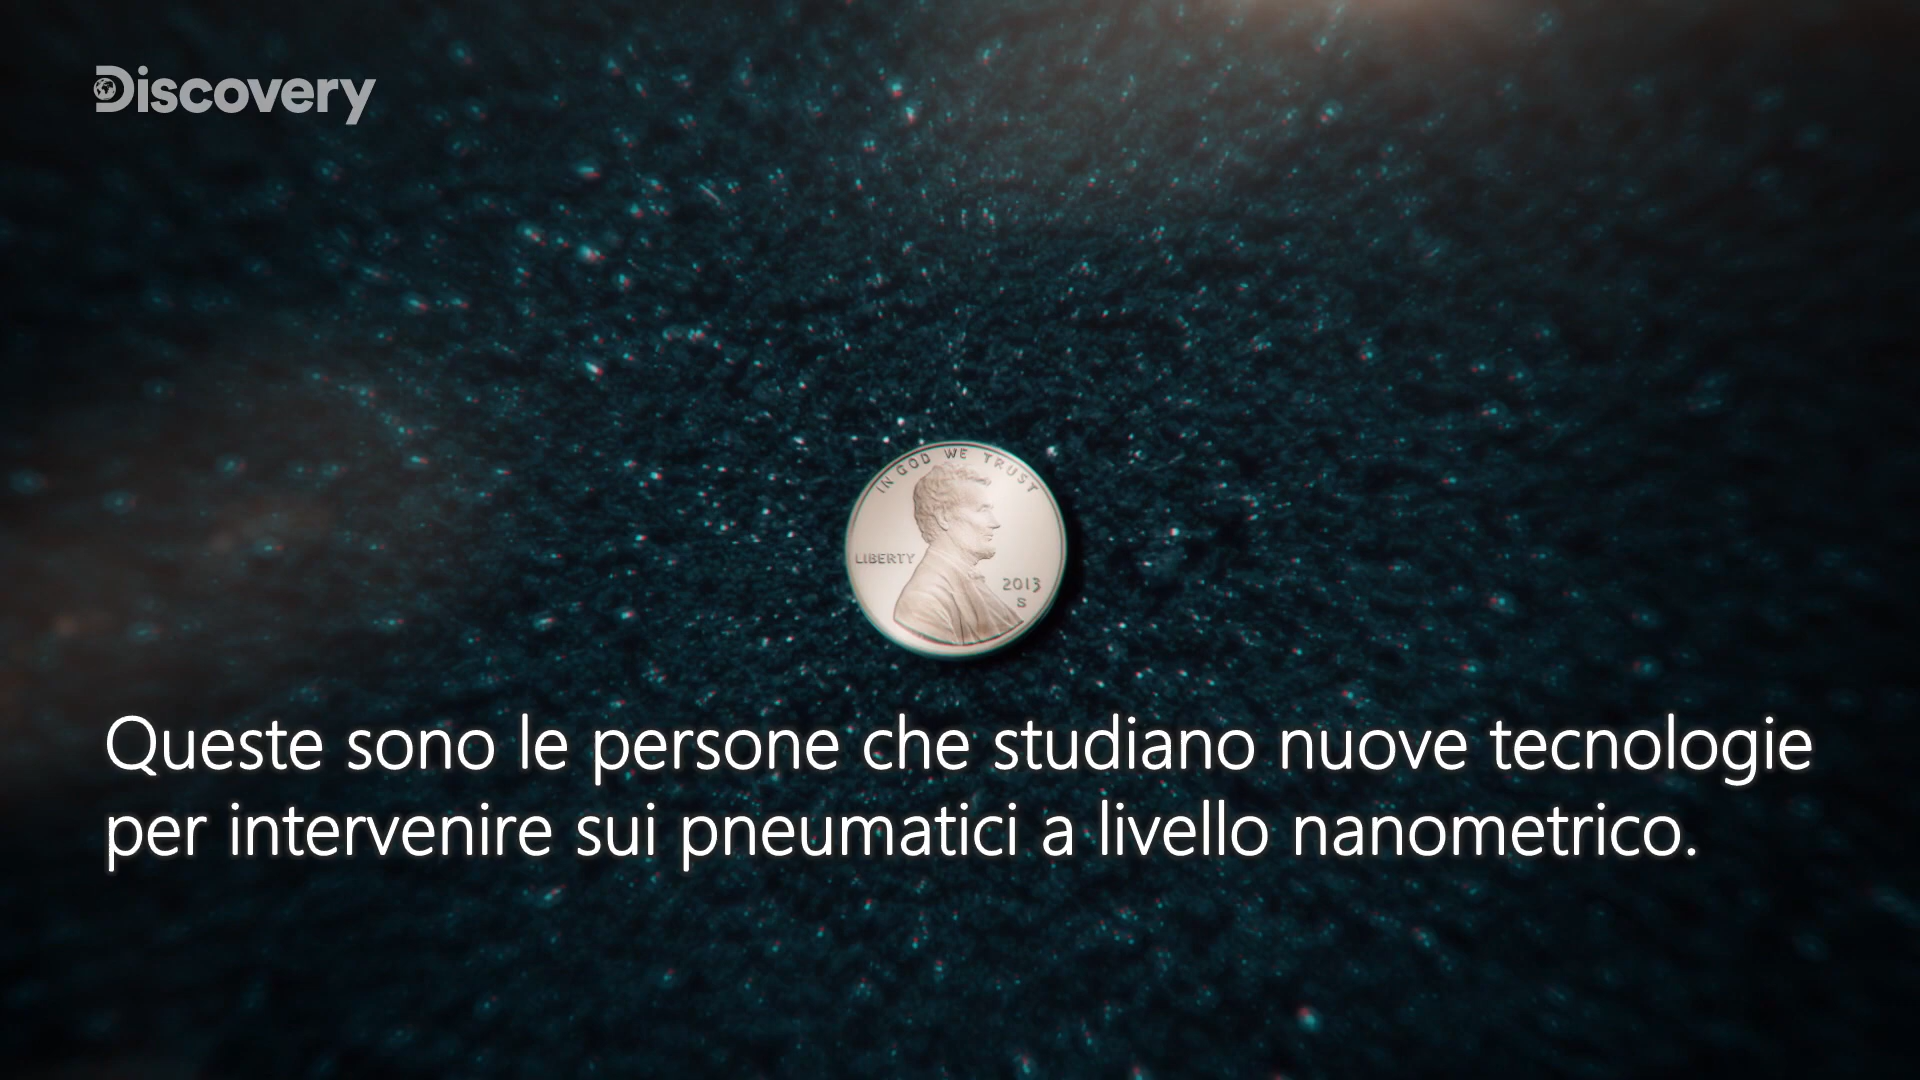 Discovery
IN GOD WE TRUST
LIBERTY
2013
S
Queste sono le persone che studiano nuove tecnologie
per intervenire sui pneumatici a livello nanometrico.